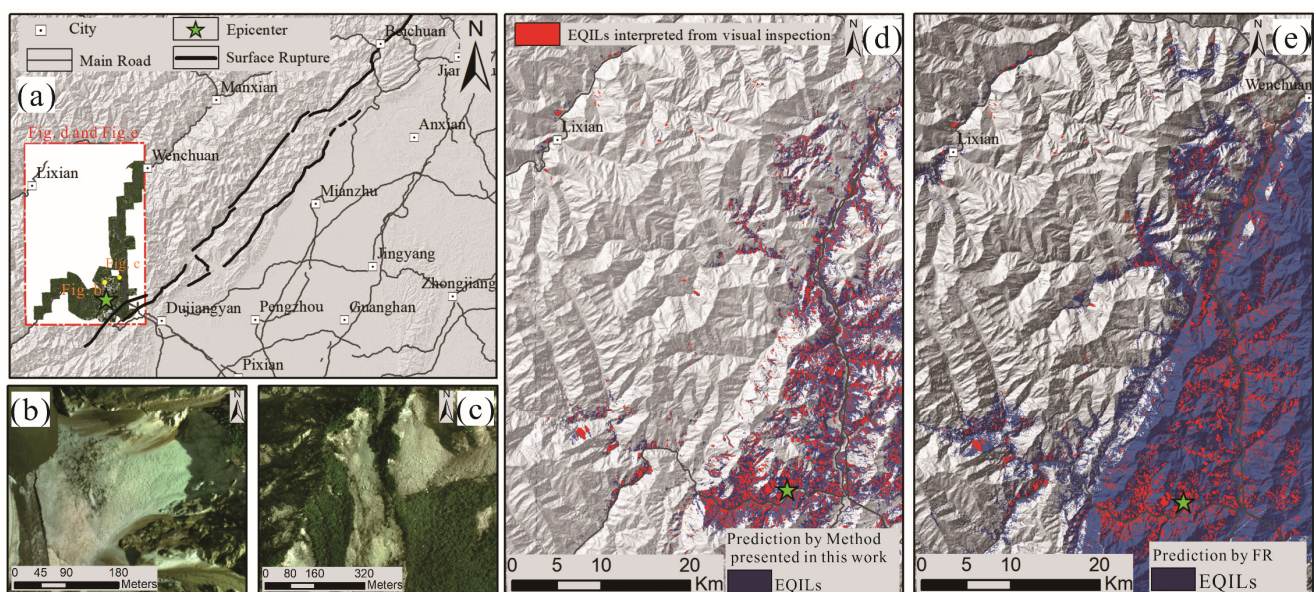 City
Epicenter
Main Road
Surface Rupture
N
(a)
Beichuan
Manxian
Anxian
Fig. d and Fig. e
Wenchuan
Lixian
Mianzhu
Fig. c
Jingyang
Fig. b
Zhongjiang
Dujiangyan
Pengzhou
Guanghan
Pixian
(b)
N
0 45 90 180
Meters
(c)
N
0 80 160 320
Meters
EQILs interpreted from visual inspection
N
(d)
Lixian
Prediction by Method
presented in this work
EQILs
0 5 10 20
Km
N
(e)
Wenchuan
Lixian
Prediction by FR
EQILs
0 5 10 20
Km